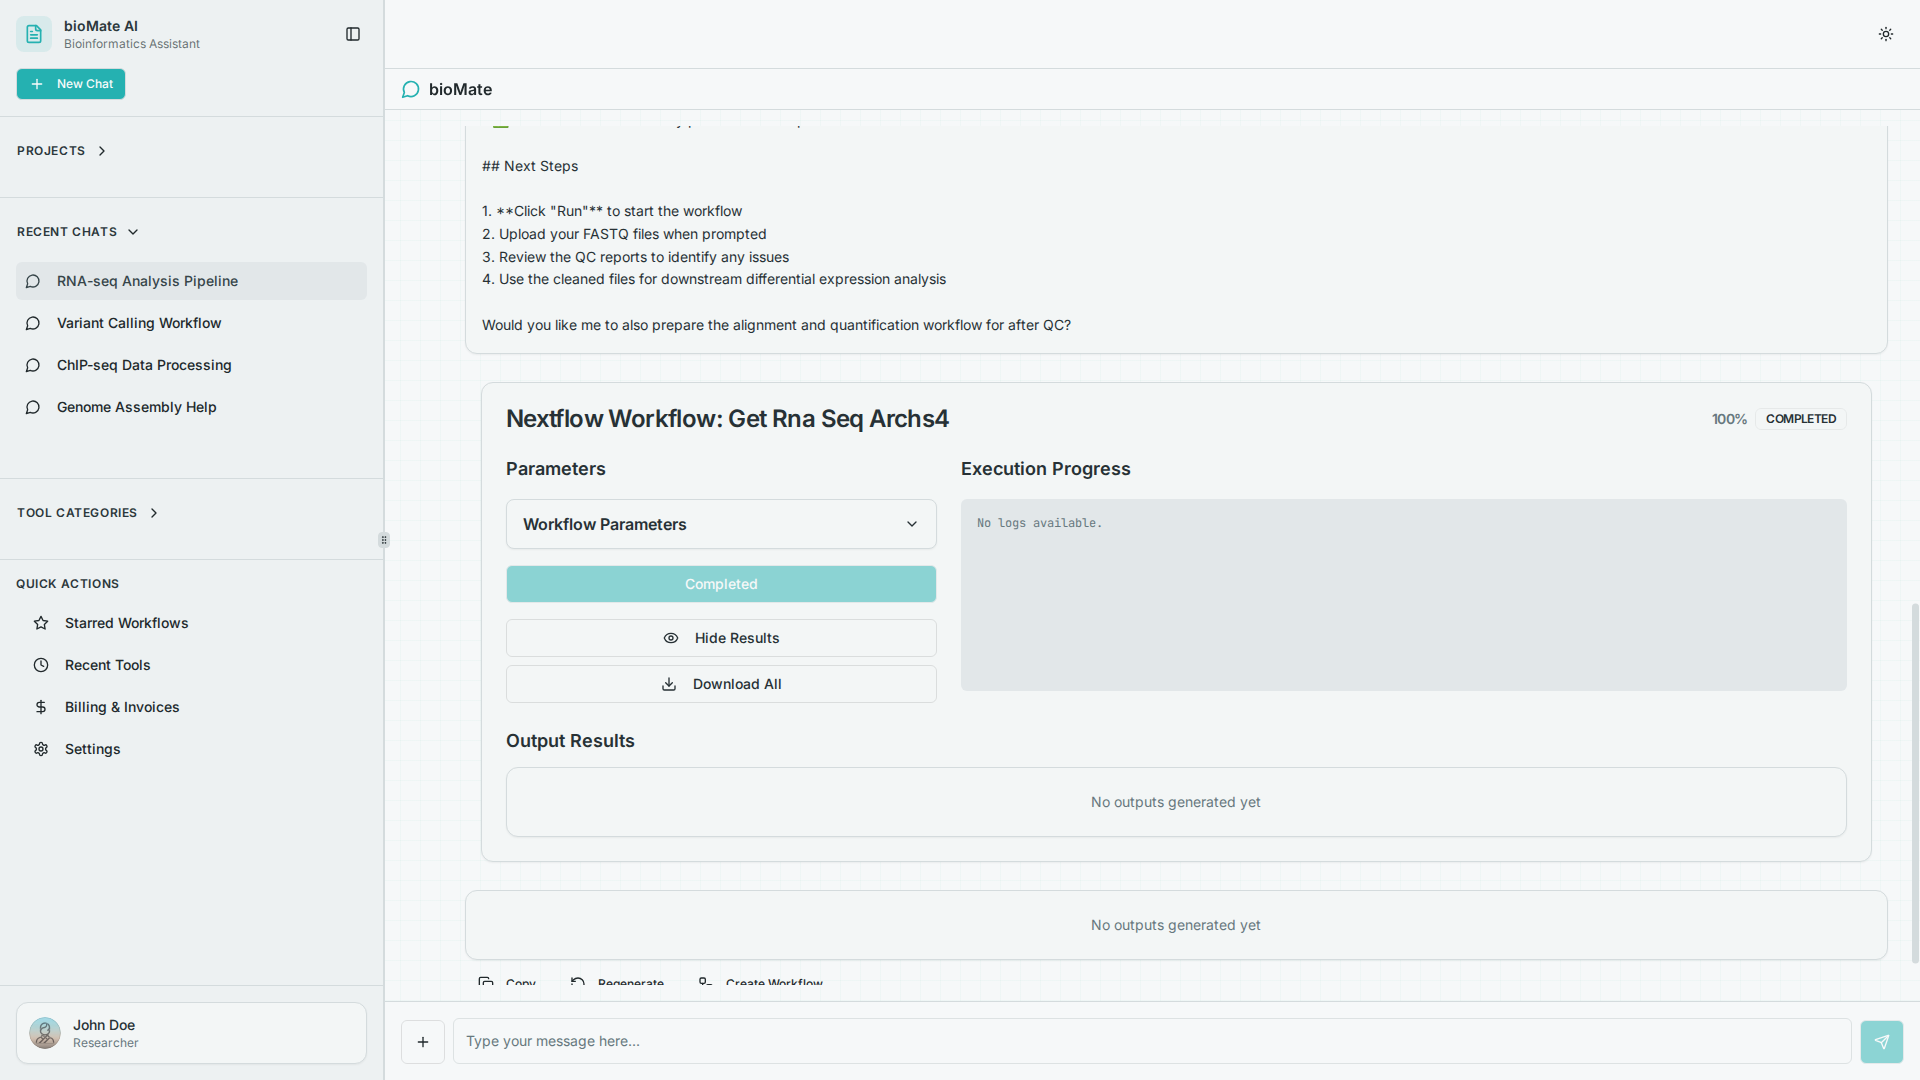 bioMate AI
Bioinformatics Assistant
New Chat
PROJECTS
RECENT CHATS
RNA-seq Analysis Pipeline
Variant Calling Workflow
ChIP-seq Data Processing
Genome Assembly Help
TOOL CATEGORIES
QUICK ACTIONS
Starred Workflows
Recent Tools
Billing & Invoices
Settings
John Doe
Researcher
bioMate
## Next Steps
1. **Click "Run"** to start the workflow
2. Upload your FASTQ files when prompted
3. Review the QC reports to identify any issues
4. Use the cleaned files for downstream differential expression analysis
Would you like me to also prepare the alignment and quantification workflow for after QC?
Nextflow Workflow: Get Rna Seq Archs4
100% COMPLETED
Parameters
Workflow Parameters
Completed
Hide Results
Download All
Execution Progress
No logs available.
Output Results
No outputs generated yet
No outputs generated yet
Copy Regenerate Create Workflow
Type your message here...